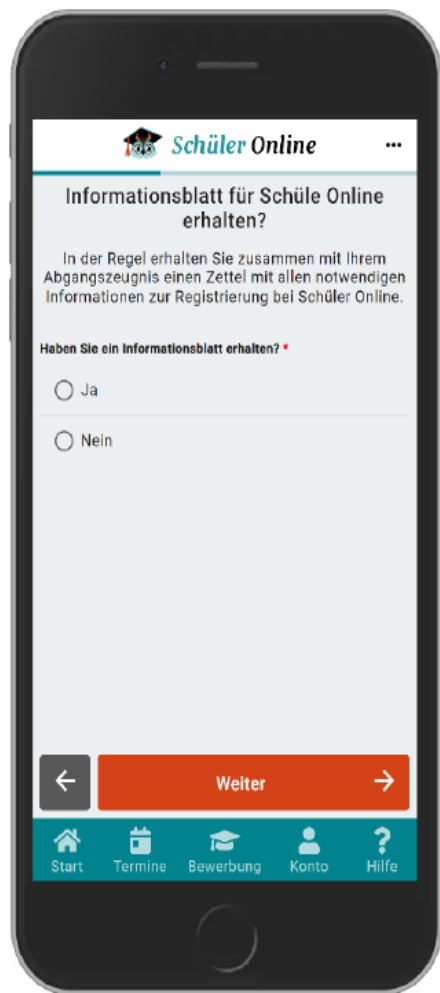 Schüler Online
Informationsblatt für Schüle Online
erhalten?
In der Regel erhalten Sie zusammen mit Ihrem
Abgangszeugnis einen Zettel mit allen notwendigen
Informationen zur Registrierung bei Schüler Online.
Haben Sie ein Informationsblatt erhalten? *
Ja
Nein
Weiter
Start Termine Bewerbung Konto Hilfe